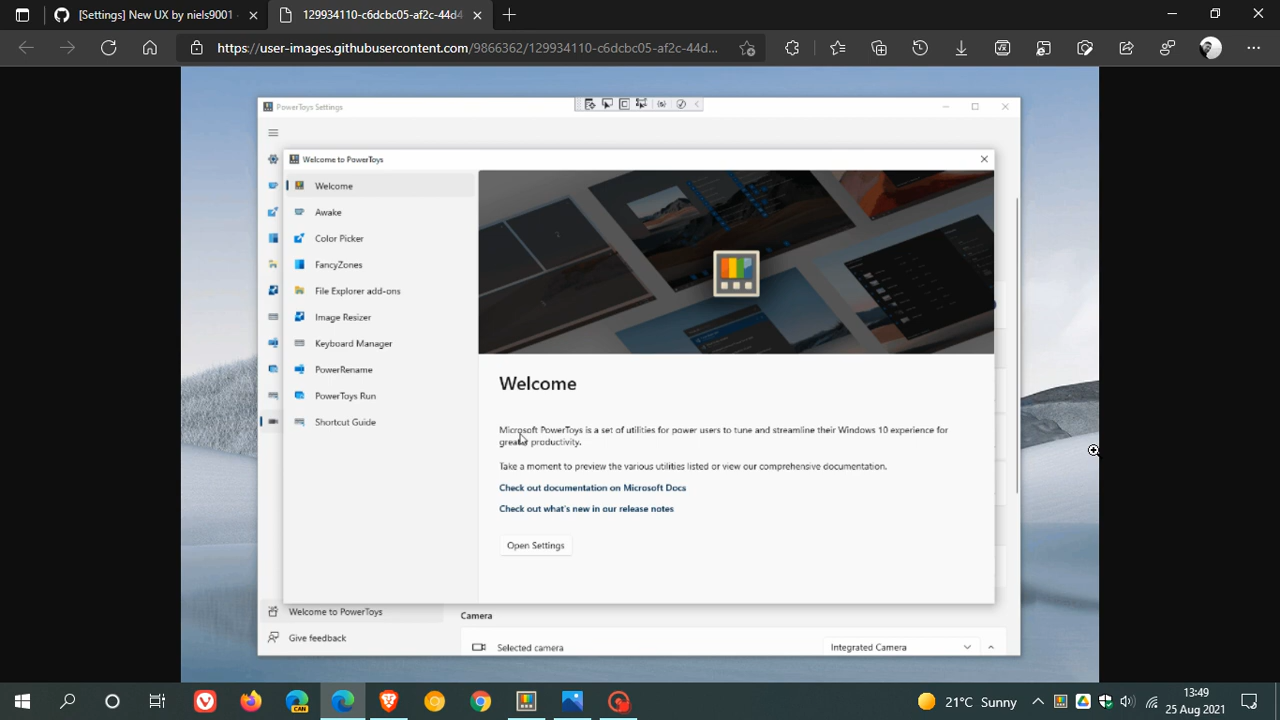 [Settings] New UX by niels9001
129934110-6dcbc05-af2c-44d4
https://user-images.githubusercontent.com/9866362/129934110-6dcbc05-af2c-44d...
PowerToys Settings
Welcome to PowerToys
Welcome
Awake
Color Picker
FancyZones
File Explorer add-ons
Image Resizer
Keyboard Manager
PowerRename
PowerToys Run
Shortcut Guide
Welcome
Microsoft PowerToys is a set of utilities for power users to tune and streamline their Windows 10 experience for
greater productivity.
Take a moment to preview the various utilities listed or view our comprehensive documentation.
Check out documentation on Microsoft Docs
Check out what's new in our release notes
Open Settings
Welcome to PowerToys
Give feedback
Camera
Selected camera
Integrated Camera
CAN
21°C Sunny
13:49
25 Aug 2021